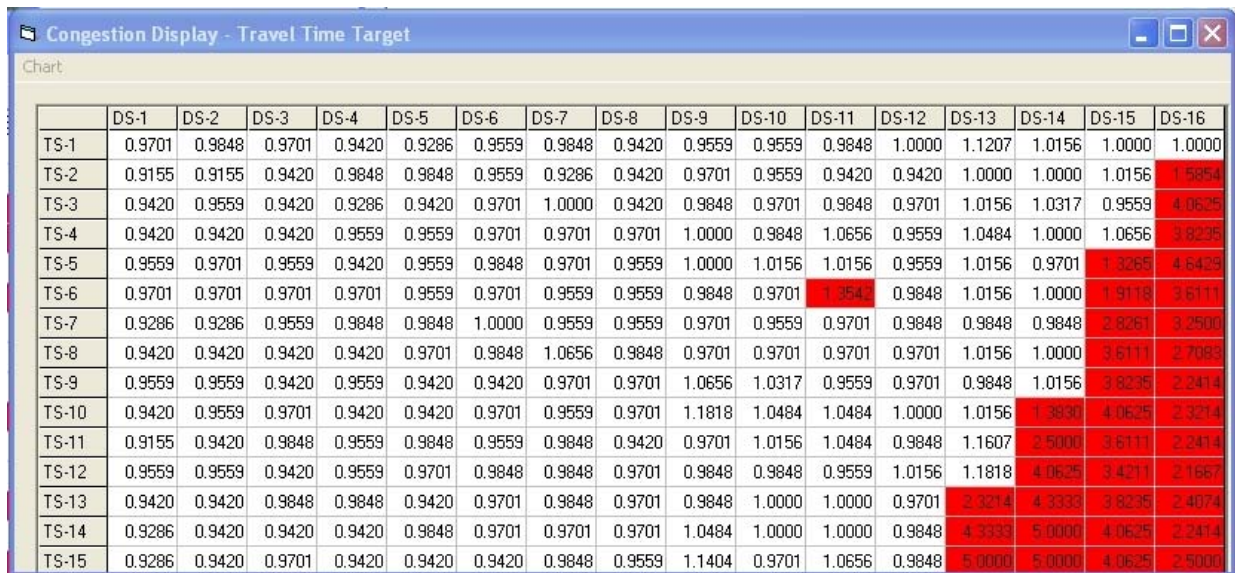 Congestion Display - Travel Time Target
Chart
DS-1 DS-2 DS-3 DS-4 DS-5 DS-6 DS-7 DS-8 DS-9 DS-10 DS-11 DS-12 DS-13 DS-14 DS-15 DS-16
TS-1 0.9701 0.9848 0.9701 0.9420 0.9286 0.9559 0.9848 0.9420 0.9559 0.9559 0.9848 1.0000 1.1207 1.0156 1.0000 1.0000
TS-2 0.9155 0.9155 0.9420 0.9848 0.9848 0.9559 0.9286 0.9420 0.9701 0.9559 0.9420 0.9420 1.0000 1.0000 1.0156 1.5854
TS-3 0.9420 0.9559 0.9420 0.9286 0.9420 0.9701 1.0000 0.9420 0.9848 0.9701 0.9848 0.9701 1.0156 1.0317 0.9559 4.0625
TS-4 0.9420 0.9420 0.9420 0.9559 0.9559 0.9701 0.9701 0.9701 1.0000 0.9848 1.0656 0.9559 1.0484 1.0000 1.0656 3.8235
TS-5 0.9559 0.9701 0.9559 0.9420 0.9559 0.9848 0.9701 0.9559 1.0000 1.0156 1.0156 0.9559 1.0156 0.9701 1.3265 4.6429
TS-6 0.9701 0.9701 0.9701 0.9701 0.9559 0.9701 0.9559 0.9559 0.9848 0.9701 1.3542 0.9848 1.0156 1.0000 1.9118 3.6111
TS-7 0.9286 0.9286 0.9559 0.9848 0.9848 1.0000 0.9559 0.9559 0.9701 0.9559 0.9701 0.9848 0.9848 0.9848 2.8261 3.2500
TS-8 0.9420 0.9420 0.9420 0.9420 0.9701 0.9848 1.0656 0.9848 0.9701 0.9701 0.9701 0.9701 1.0156 1.0000 3.6111 2.7083
TS-9 0.9559 0.9559 0.9420 0.9559 0.9420 0.9420 0.9701 0.9701 1.0656 1.0317 0.9559 0.9701 0.9848 1.0156 3.8235 2.2414
TS-10 0.9420 0.9559 0.9701 0.9420 0.9420 0.9701 0.9559 0.9701 1.1818 1.0484 1.0484 1.0000 1.0156 1.3830 4.0625 2.3214
TS-11 0.9155 0.9420 0.9848 0.9559 0.9848 0.9559 0.9848 0.9420 0.9701 1.0156 1.0484 0.9848 1.1607 2.5000 3.6111 2.2414
TS-12 0.9559 0.9559 0.9420 0.9559 0.9701 0.9848 0.9848 0.9701 0.9848 0.9848 0.9559 1.0156 1.1818 4.0625 3.4211 2.1667
TS-13 0.9420 0.9420 0.9848 0.9848 0.9420 0.9701 0.9848 0.9701 0.9848 1.0000 1.0000 0.9701 2.3214 4.3333 3.8235 2.4074
TS-14 0.9286 0.9420 0.9420 0.9420 0.9848 0.9701 0.9701 0.9701 1.0484 1.0000 1.0000 0.9848 4.3333 5.0000 4.0625 2.2414
TS-15 0.9286 0.9420 0.9701 0.9420 0.9420 0.9420 0.9848 0.9559 1.1404 0.9701 1.0656 0.9848 5.0000 5.0000 4.0625 2.5000